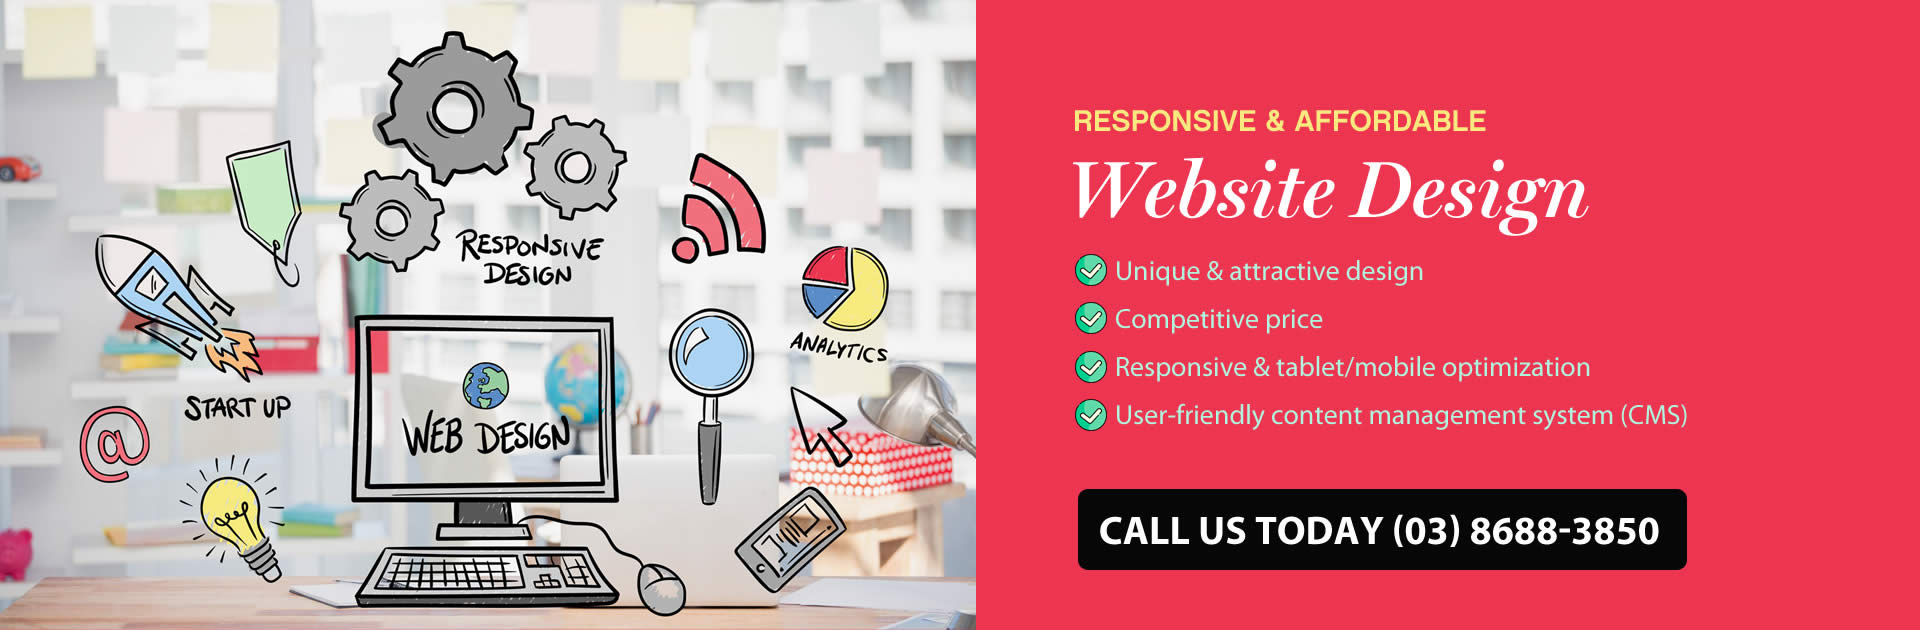 RESPONSIVE
DESIGN
ANALYTICS
START UP
@
WEB DESIGN
RESPONSIVE & AFFORDABLE
Website Design
Unique & attractive design
Competitive price
Responsive & tablet/mobile optimization
User-friendly content management system (CMS)
CALL US TODAY (03) 8688-3850